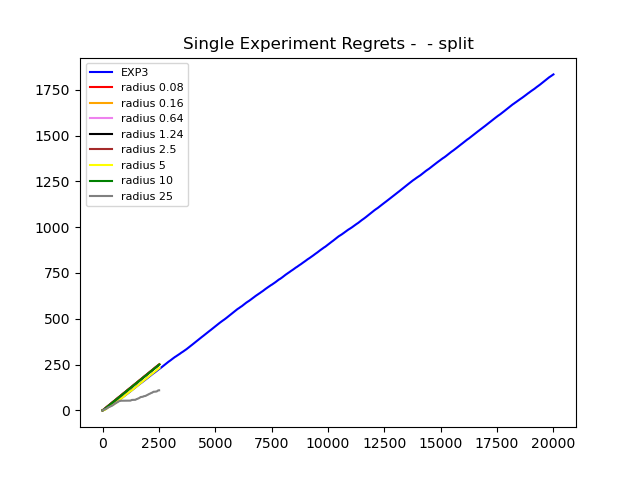 Single Experiment Regrets -  - split
EXP3
radius 0.08
radius 0.16
radius 0.64
radius 1.24
radius 2.5
radius 5
radius 10
radius 25
1750
1500
1250
1000
750
500
250
0
0 2500 5000 7500 10000 12500 15000 17500 20000